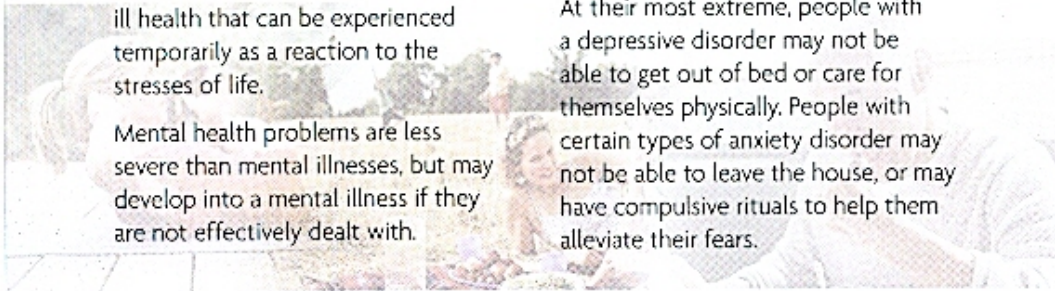 ill health that can be experienced
temporarily as a reaction to the
stresses of life.
Mental health problems are less
severe than mental illnesses, but may
develop into a mental illness if they
are not effectively dealt with.
At their most extreme, people with
a depressive disorder may not be
able to get out of bed or care for
themselves physically. People with
certain types of anxiety disorder may
not be able to leave the house, or may
have compulsive rituals to help them
alleviate their fears.